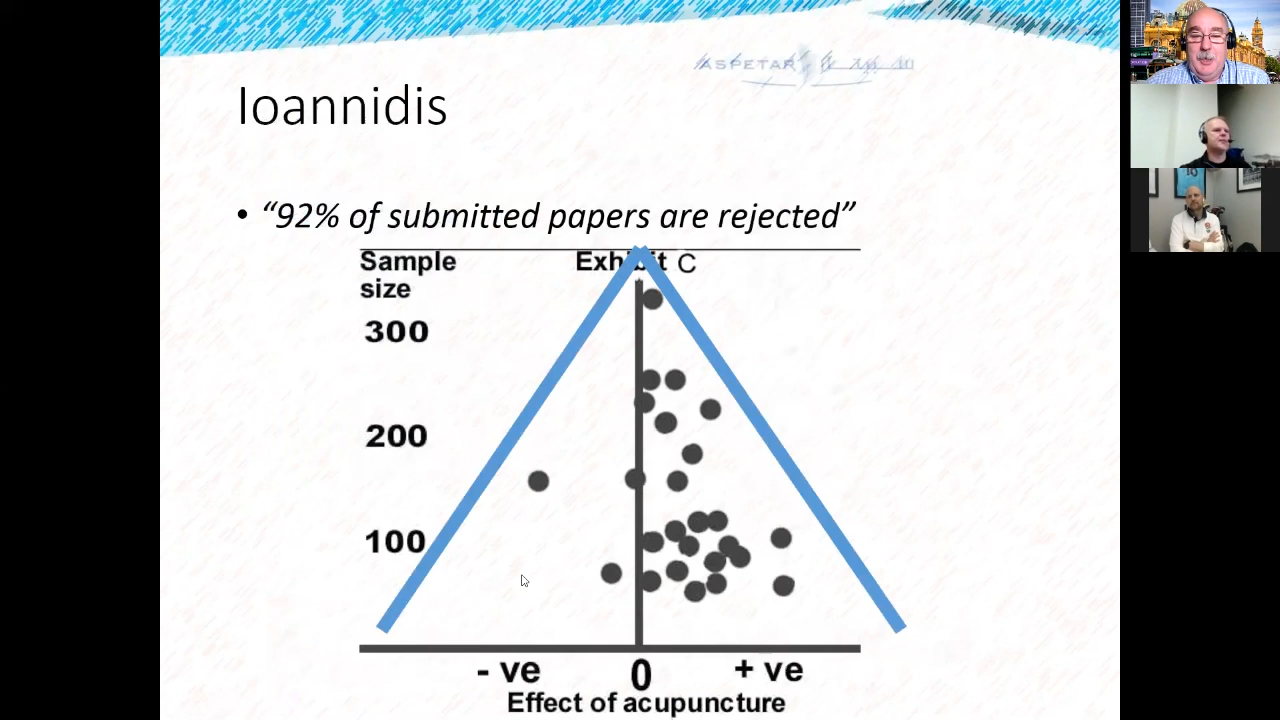 ASPETAR
Ioannidis
• “92% of submitted papers are rejected”
Sample size
Exhibit C
300
200
100
- ve 0 + ve
Effect of acupuncture